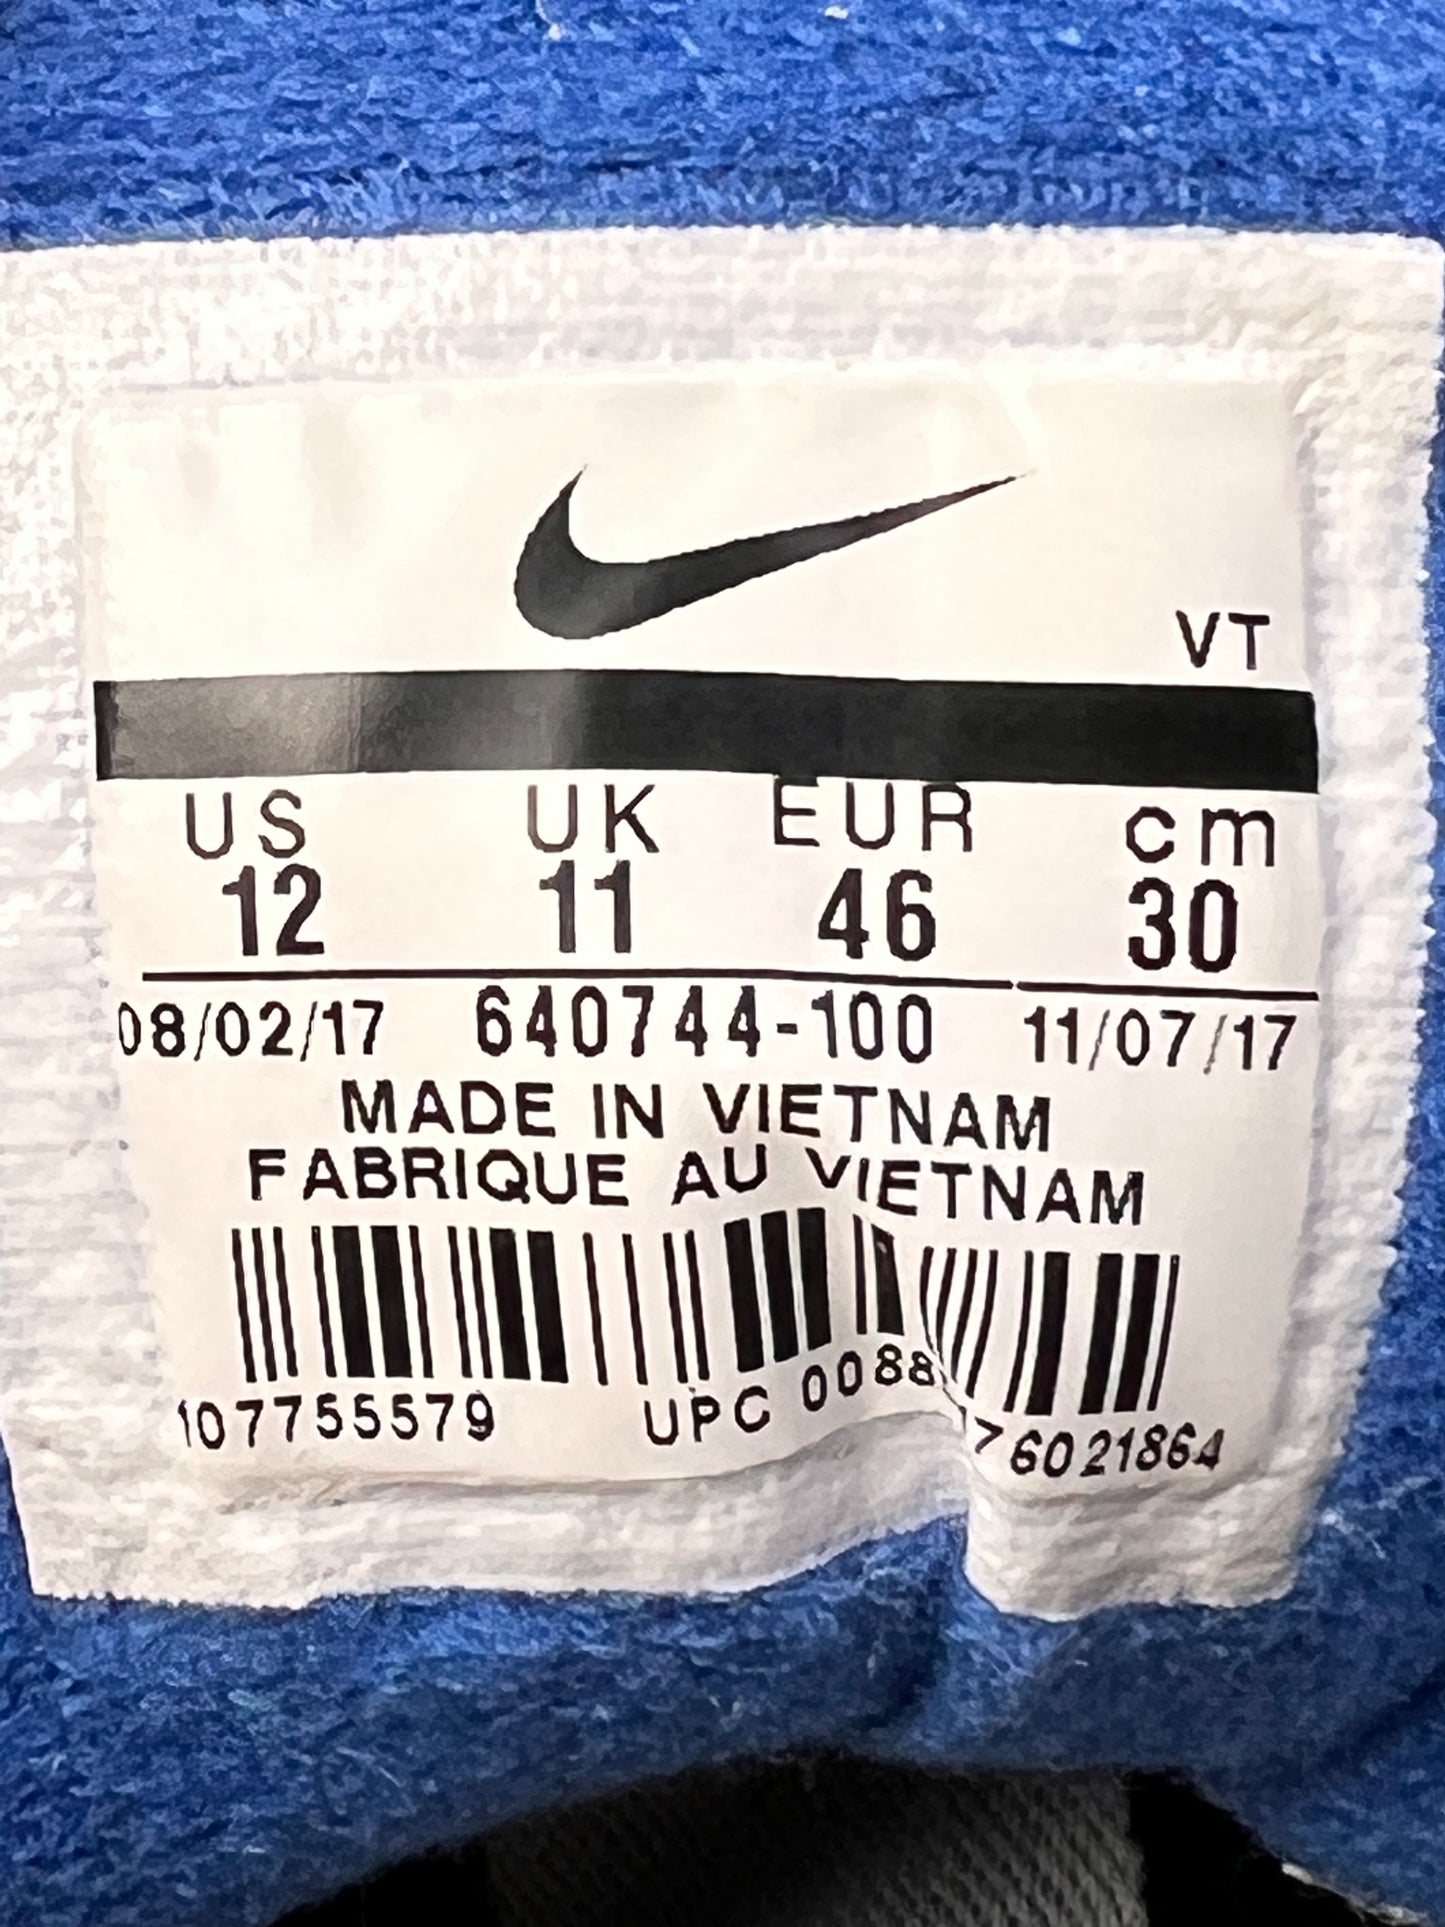 VT
US UK EUR cm
12 11 46 30
08/02/17 640744-100 11/07/17
MADE IN VIETNAM
FABRIQUE AU VIETNAM
107755579 UPC 0088 76021864